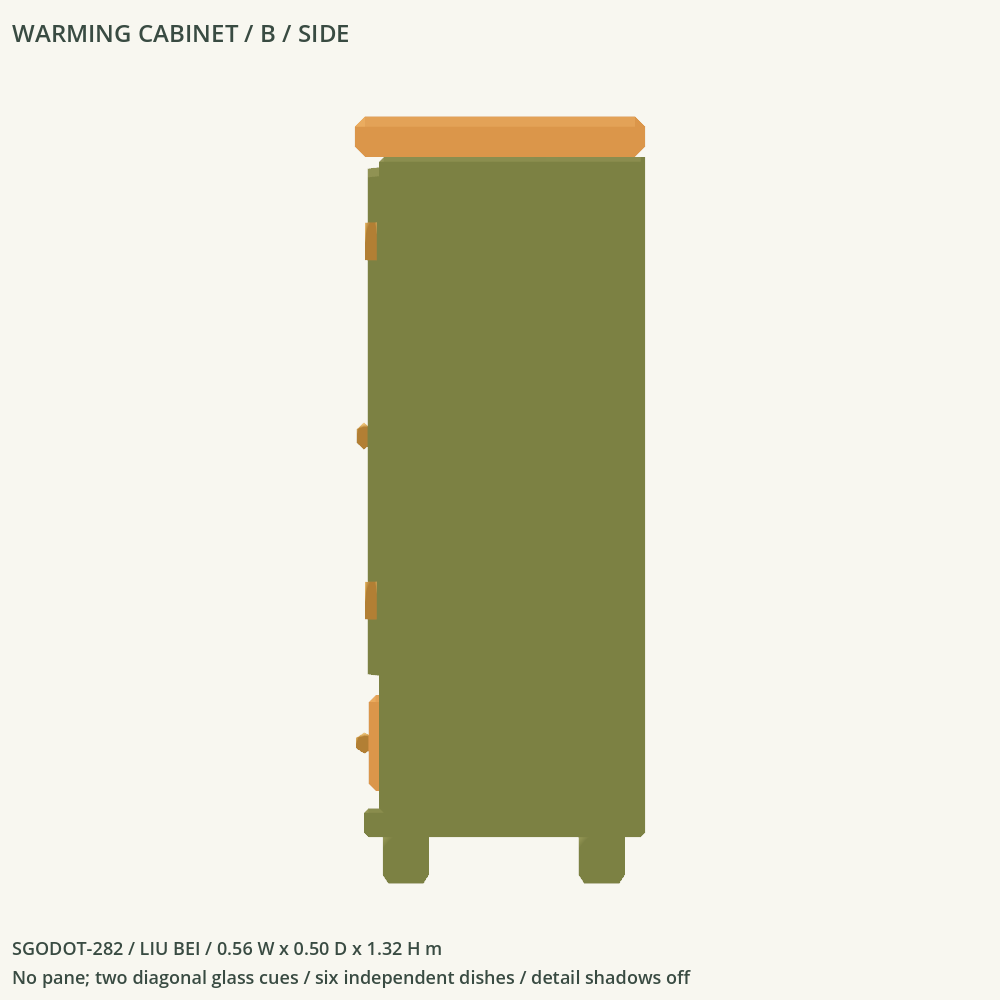 WARMING CABINET / B / SIDE
SGODOT-282 / LIU BEI / 0.56 W x 0.50 D x 1.32 H m
No pane; two diagonal glass cues / six independent dishes / detail shadows off